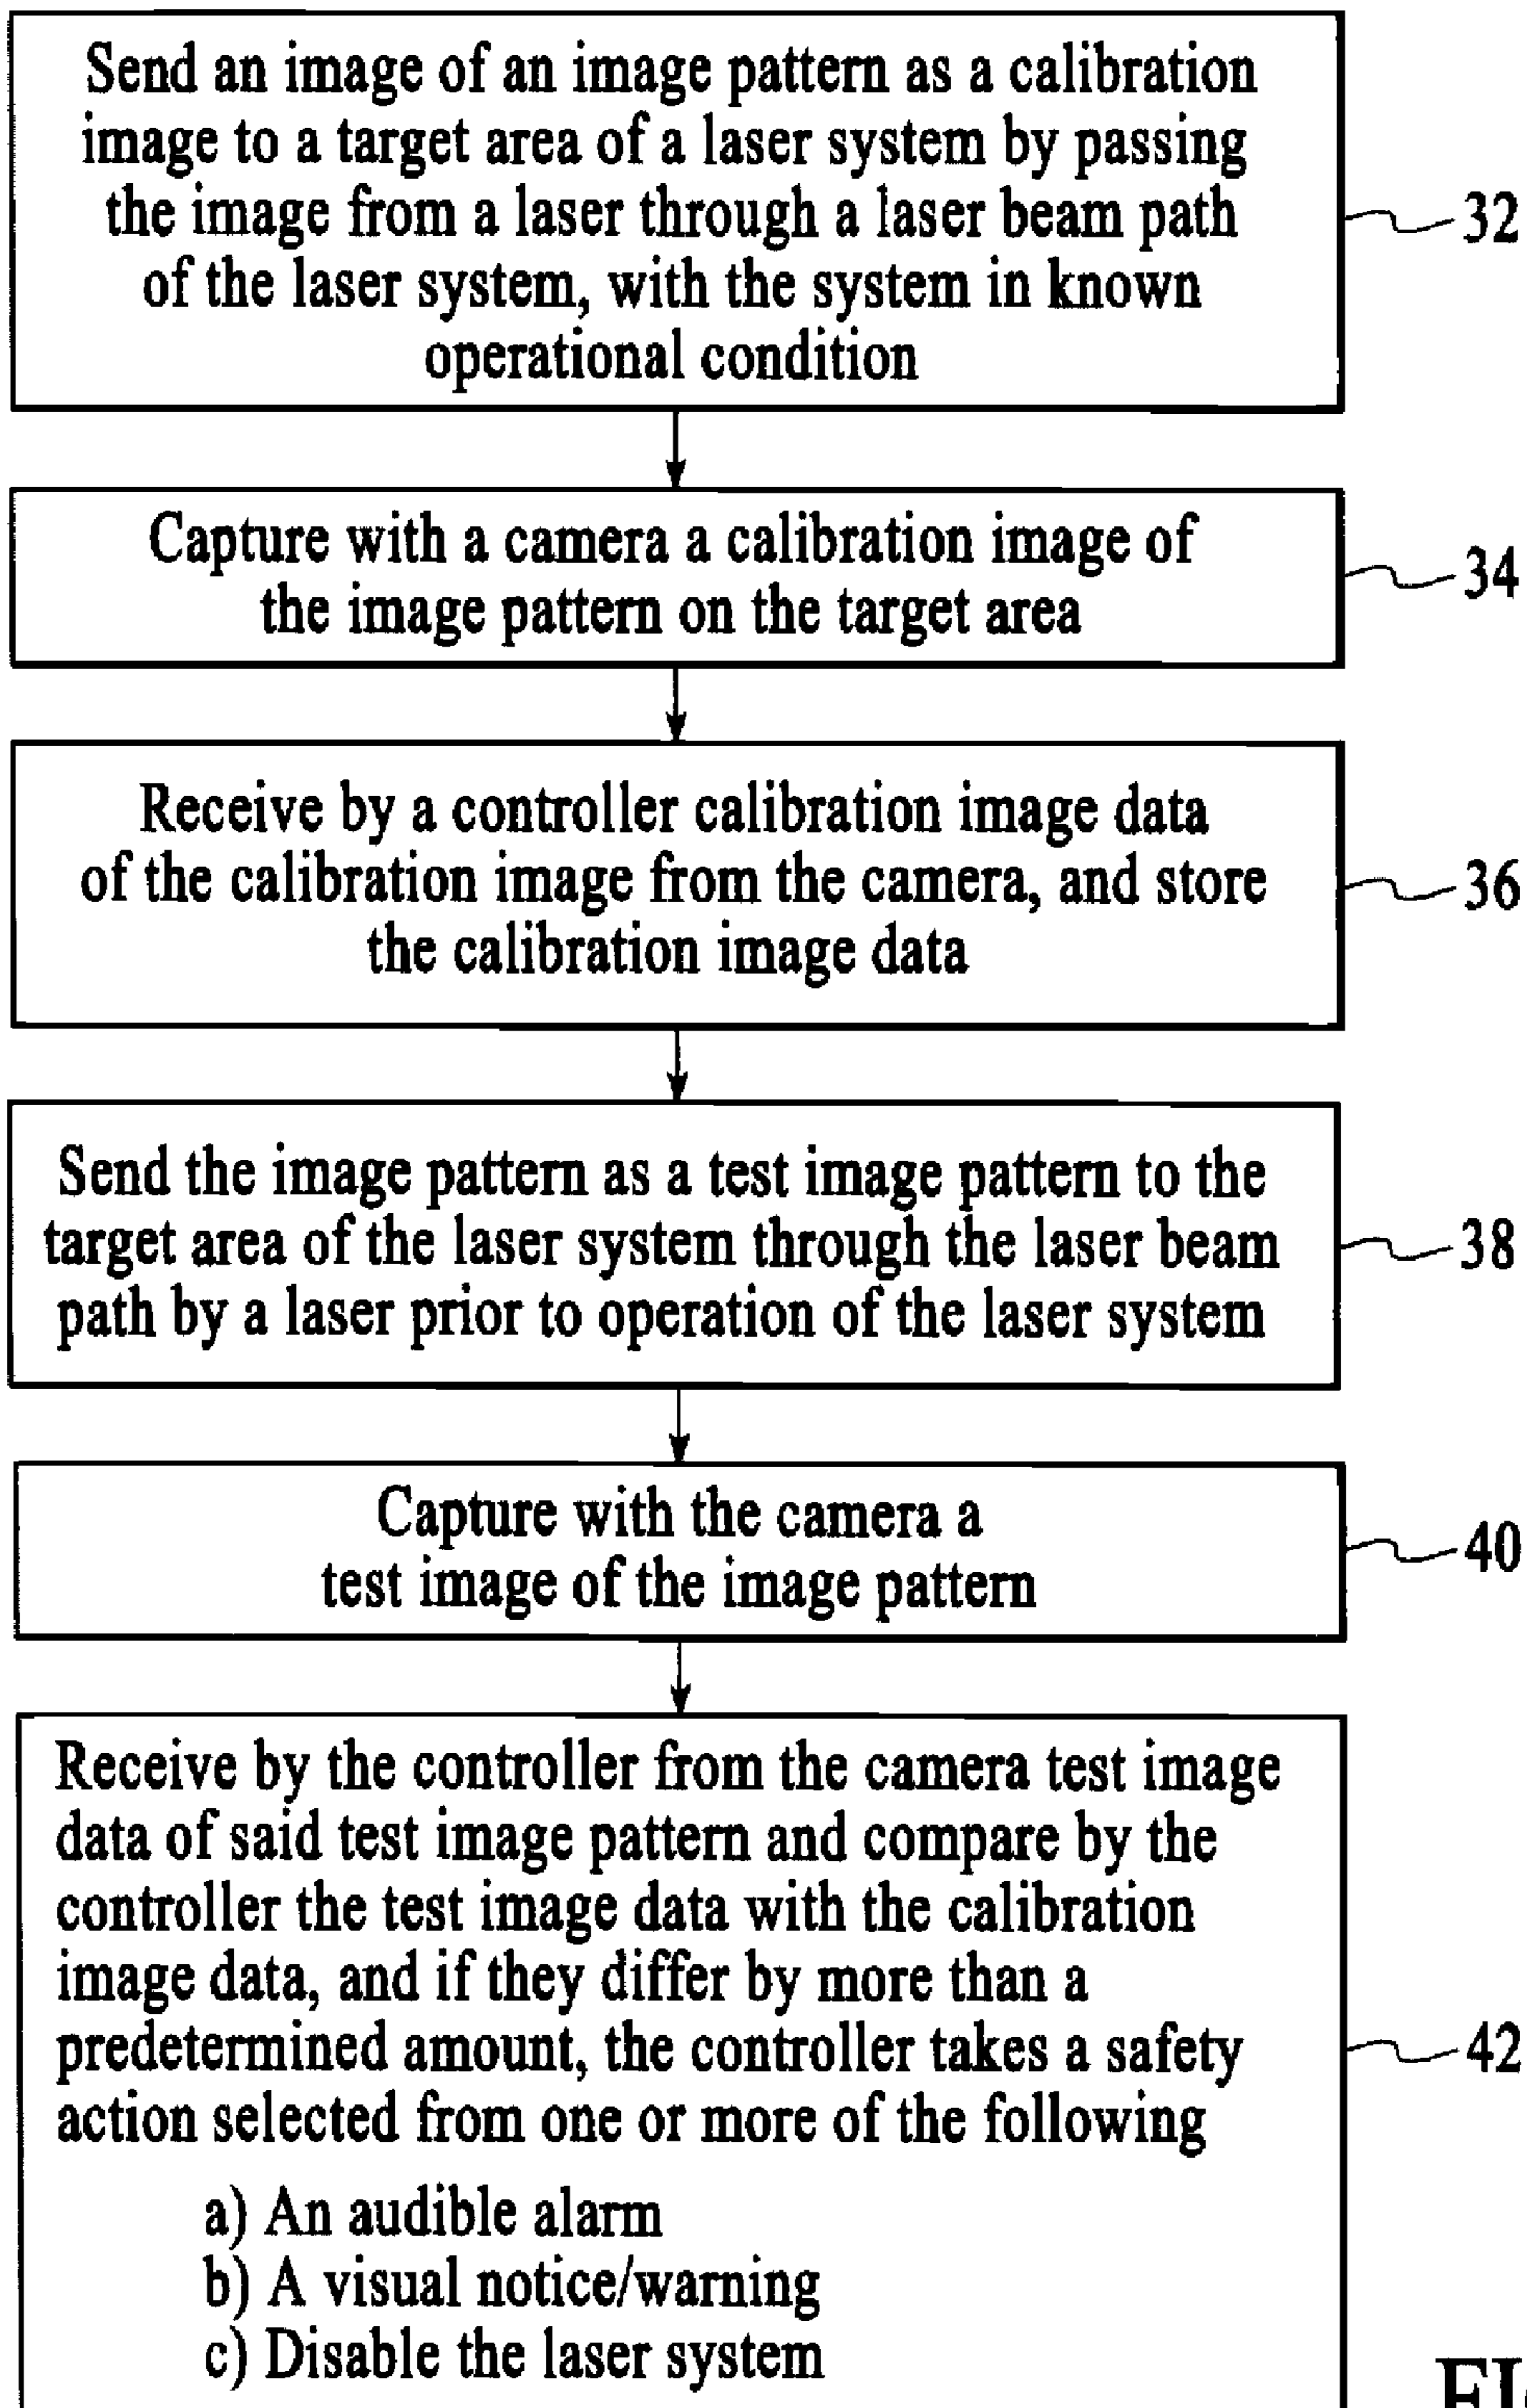 Send an image of an image pattern as a calibration
image to a target area of a laser system by passing
the image from a laser through a laser beam path
of the laser system, with the system in known
operational condition
32
Capture with a camera a calibration image of
the image pattern on the target area
34
Receive by a controller calibration image data
of the calibration image from the camera, and store
the calibration image data
36
Send the image pattern as a test image pattern to the
target area of the laser system through the laser beam
path by a laser prior to operation of the laser system
38
Capture with the camera a
test image of the image pattern
40
Receive by the controller from the camera test image
data of said test image pattern and compare by the
controller the test image data with the calibration
image data, and if they differ by more than a
predetermined amount, the controller takes a safety
action selected from one or more of the following
a) An audible alarm
b) A visual notice/warning
c) Disable the laser system
42